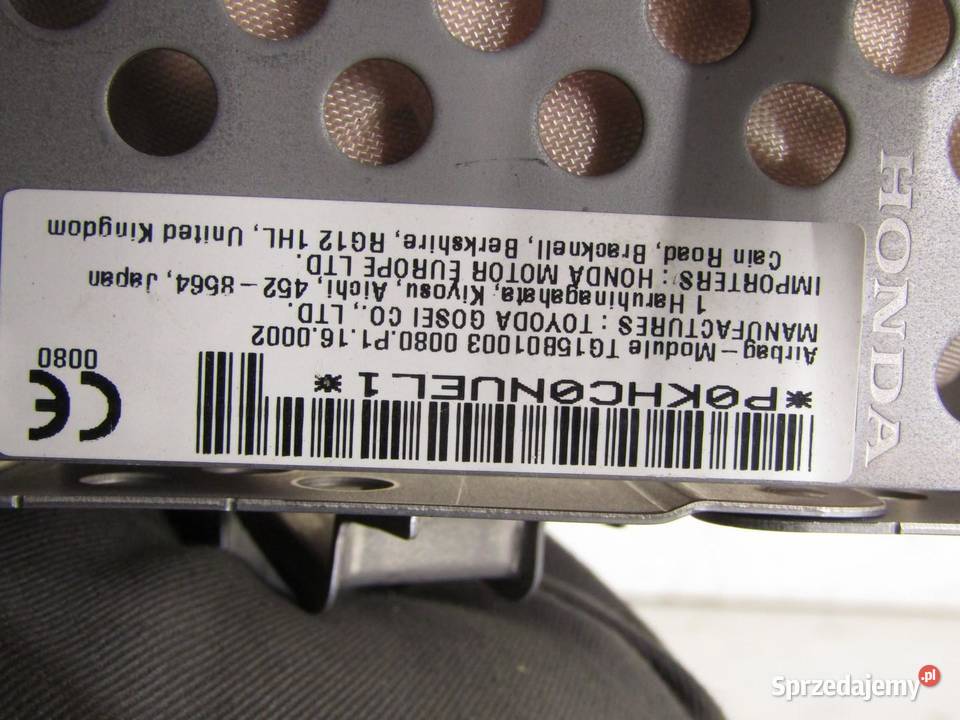 *P0KHC0NUEL1*
Airbag-Module TG15B01003 0080.P1.16.0002
MANUFACTURES : TOYODA GOSEI CO., LTD.
1 Haruhinagahata, Kiyosu, Aichi, 452-8564, Japan
IMPORTERS : HONDA MOTOR EUROPE LTD.
Cain Road, Bracknell, Berkshire, RG12 1HL, United Kingdom
CE
0080
HONDA
Sprzedajemy.pl